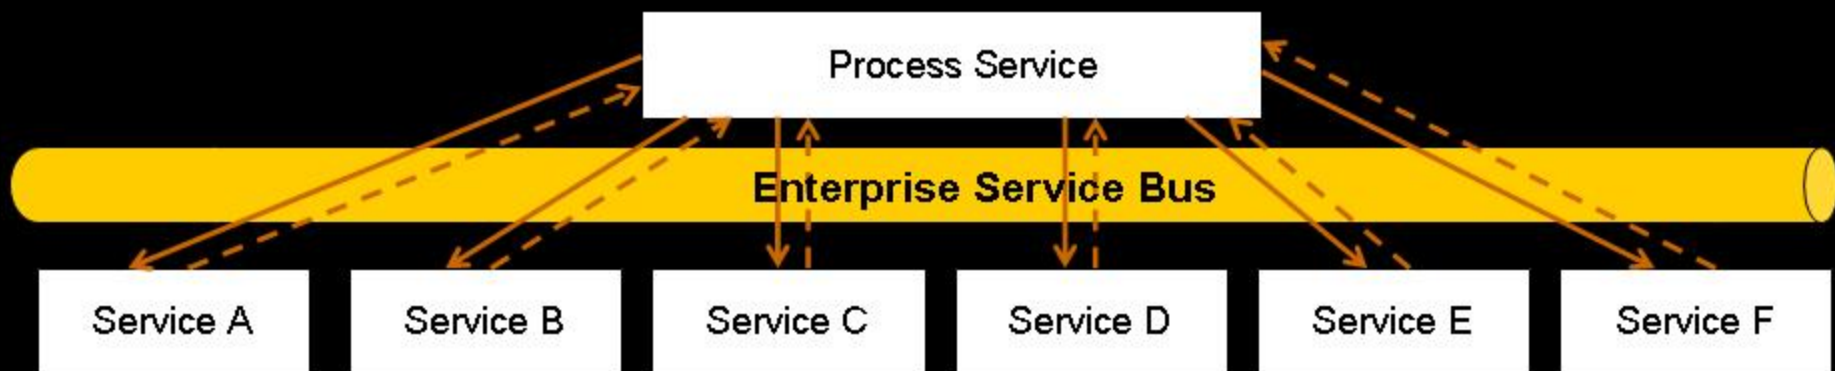 Process Service
Enterprise Service Bus
Service A
Service B
Service C
Service D
Service E
Service F